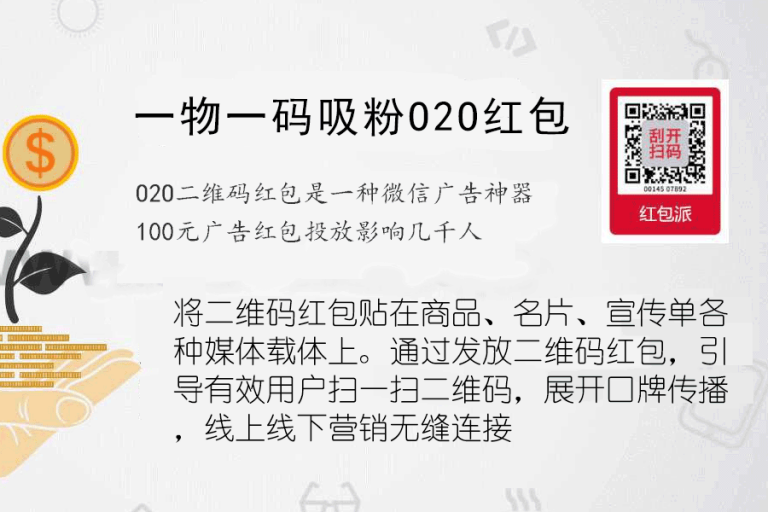 一物一码吸粉O2O红包
O2O二维码红包是一种微信广告神器
100元广告红包投放影响几千人
刮开
扫码
00145 07892
红包派
将二维码红包贴在商品、名片、宣传单各
种媒体载体上。通过发放二维码红包，引
导有效用户扫一扫二维码，展开口牌传播
，线上线下营销无缝连接